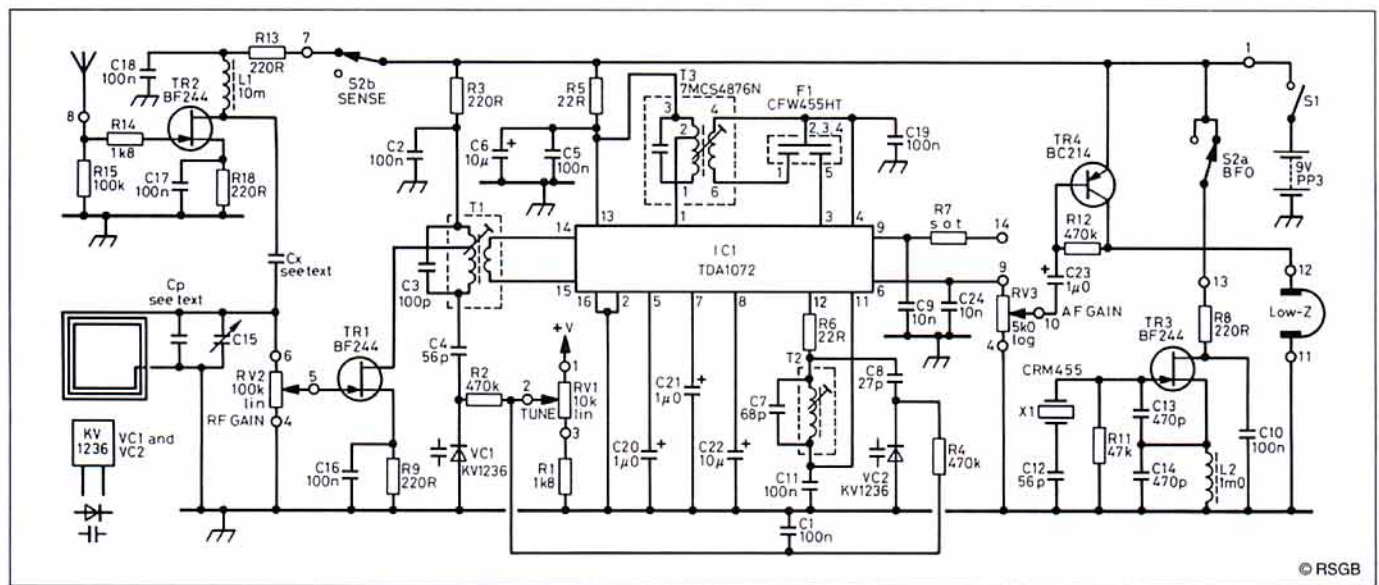 C18
100n
R13
220R
7
L1
10m
S2b
SENSE
TR2
BF244
8
R14
1k8
R15
100k
C17
100n
R18
220R
Cx
see text
Cp
see text
C15
6
RV2
100k
lin
5
RF GAIN
4
KV
1236
VC1 and
VC2
TR1
BF244
C16
100n
R9
220R
R3
220R
C2
100n
T1
C3
100p
C4
56p
R2
470k
VC1
KV1236
2
TUNE
+V
1
RV1
10k
lin
3
R1
1k8
R5
22R
C6
10µ
+
C5
100n
T3
7MCS4876N
3
2
1
4
6
F1
CFW455HT
2,3,4
1
5
C19
100n
13
1
3
4
14
15
IC1
TDA1072
9
6
16
2
5
7
8
12
11
C20
1µ0
+
C21
1µ0
+
C22
10µ
+
R6
22R
T2
C7
68p
C8
27p
C11
100n
VC2
KV1236
R4
470k
C1
100n
R7
sot
14
C9
10n
C24
10n
9
RV3
5k0
log
10
AF GAIN
4
TR4
BC214
R12
470k
+
C23
1µ0
S2a
BFO
13
R8
220R
1
S1
9V
PP3
12
Low-Z
11
TR3
BF244
CRM455
X1
C12
56p
R11
47k
C13
470p
C14
470p
L2
1m0
C10
100n
© RSGB